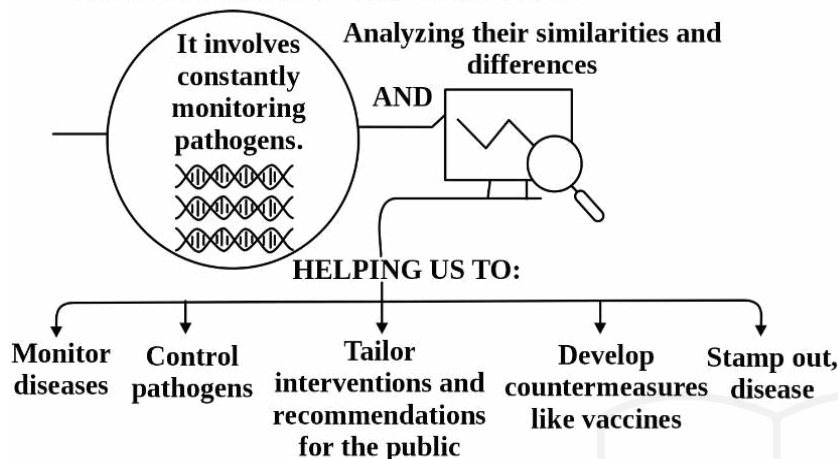 It involves
constantly
monitoring
pathogens.
Analyzing their similarities and
differences
AND
HELPING US TO:
Monitor
diseases
Control
pathogens
Tailor
interventions and
recommendations
for the public
Develop
countermeasures
like vaccines
Stamp out,
disease